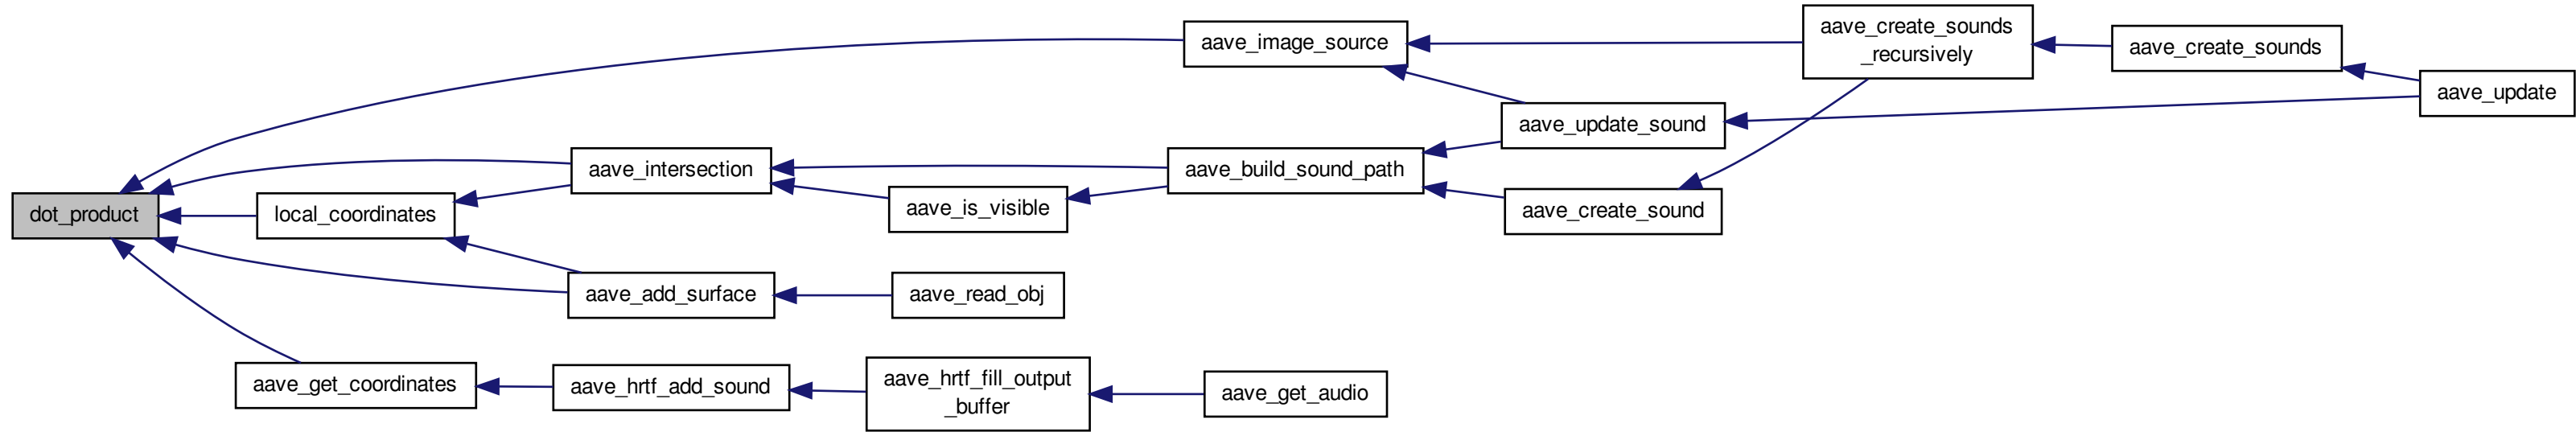 aave_create_sounds
_recursively
aave_image_source
aave_create_sounds
aave_update
aave_update_sound
aave_intersection
aave_build_sound_path
aave_is_visible
aave_create_sound
dot_product
local_coordinates
aave_add_surface
aave_read_obj
aave_get_coordinates
aave_hrtf_add_sound
aave_hrtf_fill_output
_buffer
aave_get_audio